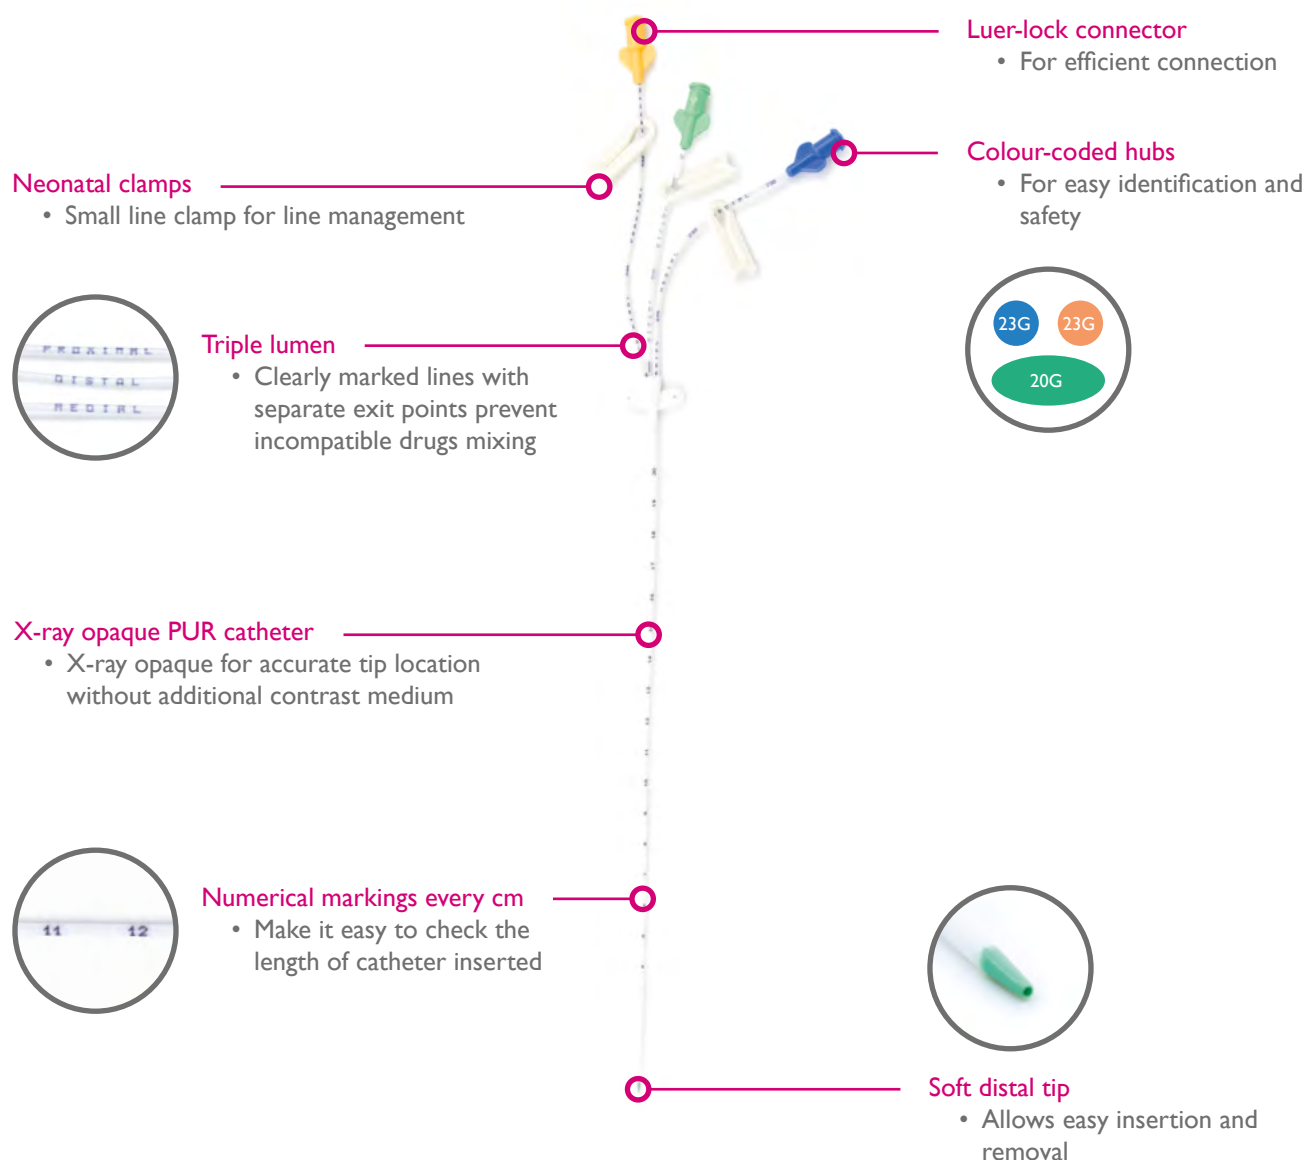 Luer-lock connector
• For efficient connection
Colour-coded hubs
• For easy identification and
safety
Neonatal clamps
• Small line clamp for line management
23G 23G
20G
PROXIMAL
DISTAL
MEDIAL
Triple lumen
• Clearly marked lines with
separate exit points prevent
incompatible drugs mixing
X-ray opaque PUR catheter
• X-ray opaque for accurate tip location
without additional contrast medium
11 12
Numerical markings every cm
• Make it easy to check the
length of catheter inserted
Soft distal tip
• Allows easy insertion and
removal